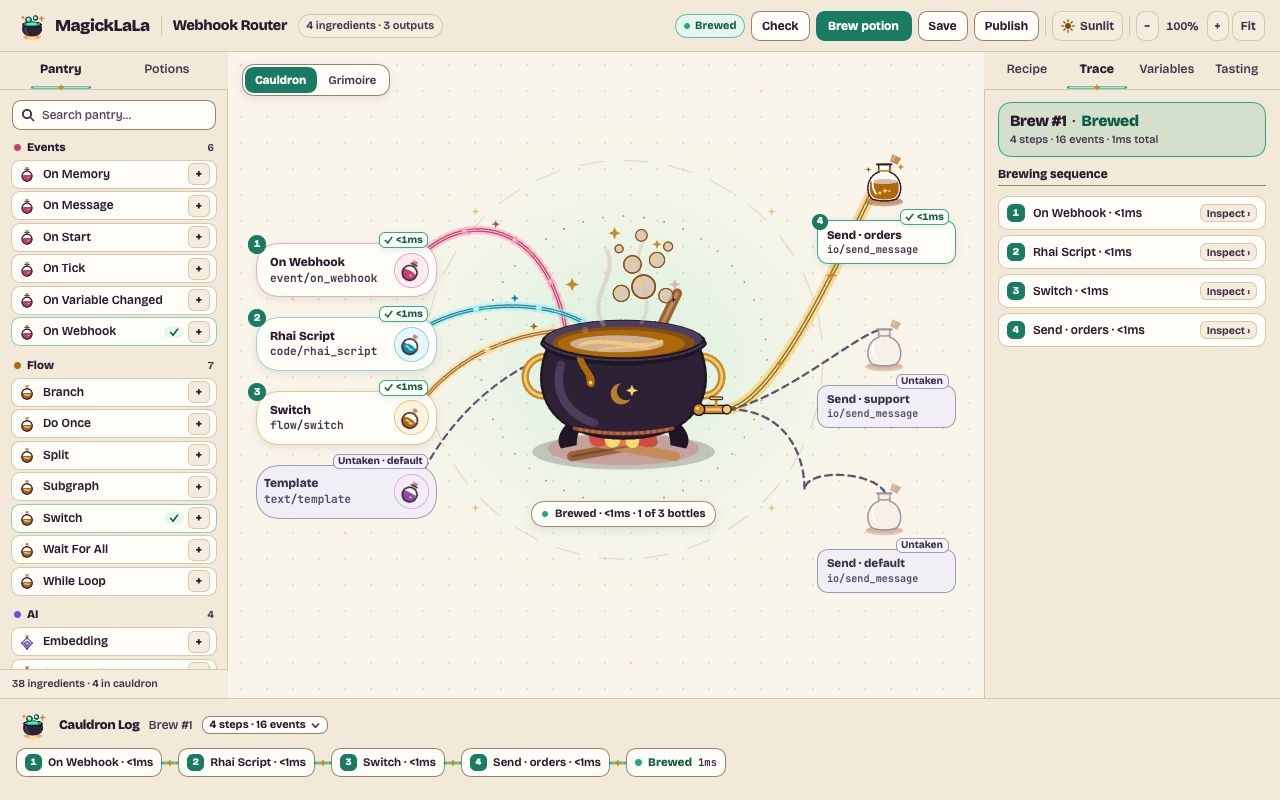 MagickLaLa
Webhook Router
4 ingredients · 3 outputs
Brewed
Check
Brew potion
Save
Publish
Sunlit
−
100%
+
Fit
Pantry
Potions
Search pantry...
Events 6
On Memory +
On Message +
On Start +
On Tick +
On Variable Changed +
On Webhook +
Flow 7
Branch +
Do Once +
Split +
Subgraph +
Switch +
Wait For All +
While Loop +
AI 4
Embedding +
38 ingredients · 4 in cauldron
Cauldron
Grimoire
1
<1ms
On Webhook
event/on_webhook
2
<1ms
Rhai Script
code/rhai_script
3
<1ms
Switch
flow/switch
Untaken · default
Template
text/template
Brewed · <1ms · 1 of 3 bottles
4
<1ms
Send · orders
io/send_message
Untaken
Send · support
io/send_message
Untaken
Send · default
io/send_message
Recipe
Trace
Variables
Tasting
Brew #1 · Brewed
4 steps · 16 events · 1ms total
Brewing sequence
1 On Webhook · <1ms Inspect ›
2 Rhai Script · <1ms Inspect ›
3 Switch · <1ms Inspect ›
4 Send · orders · <1ms Inspect ›
Cauldron Log
Brew #1
4 steps · 16 events
1 On Webhook · <1ms
2 Rhai Script · <1ms
3 Switch · <1ms
4 Send · orders · <1ms
Brewed 1ms